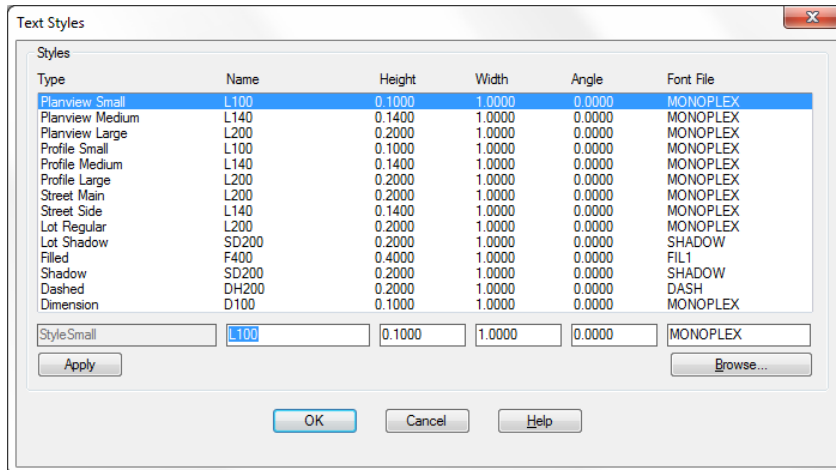 Text Styles
Styles
Type Name Height Width Angle Font File
Planview Small L100 0.1000 1.0000 0.0000 MONOPLEX
Planview Medium L140 0.1400 1.0000 0.0000 MONOPLEX
Planview Large L200 0.2000 1.0000 0.0000 MONOPLEX
Profile Small L100 0.1000 1.0000 0.0000 MONOPLEX
Profile Medium L140 0.1400 1.0000 0.0000 MONOPLEX
Profile Large L200 0.2000 1.0000 0.0000 MONOPLEX
Street Main L200 0.2000 1.0000 0.0000 MONOPLEX
Street Side L140 0.1400 1.0000 0.0000 MONOPLEX
Lot Regular L200 0.2000 1.0000 0.0000 MONOPLEX
Lot Shadow SD200 0.2000 1.0000 0.0000 SHADOW
Filled F400 0.4000 1.0000 0.0000 FIL1
Shadow SD200 0.2000 1.0000 0.0000 SHADOW
Dashed DH200 0.2000 1.0000 0.0000 DASH
Dimension D100 0.1000 1.0000 0.0000 MONOPLEX
StyleSmall L100 0.1000 1.0000 0.0000 MONOPLEX
Apply Browse...
OK Cancel Help